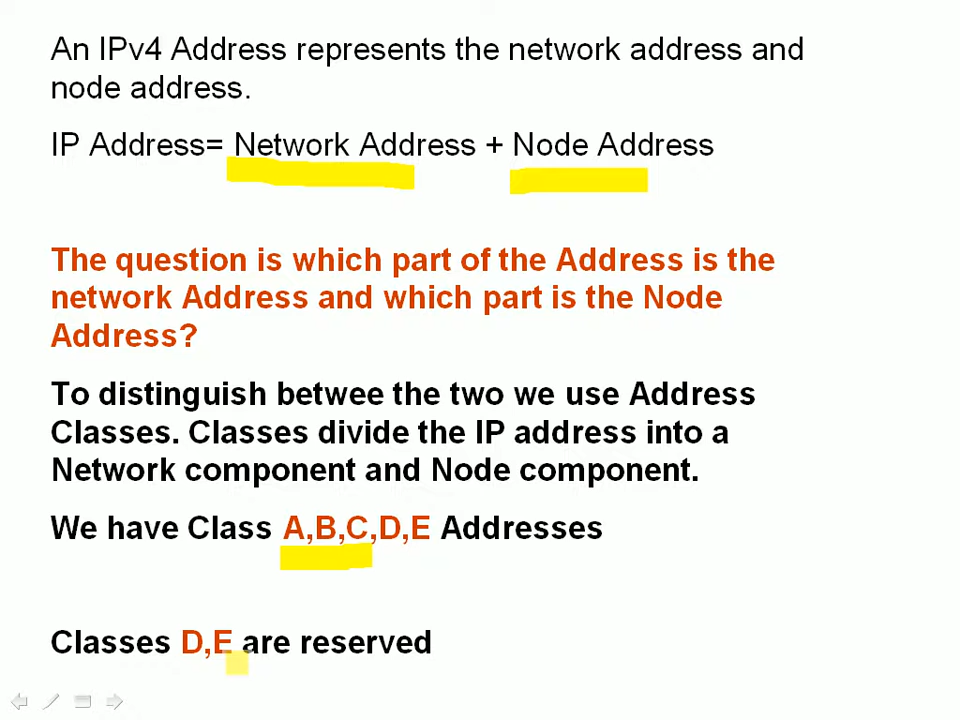 An IPv4 Address represents the network address and
node address.
IP Address= Network Address + Node Address
The question is which part of the Address is the
network Address and which part is the Node
Address?
To distinguish betwee the two we use Address
Classes. Classes divide the IP address into a
Network component and Node component.
We have Class A,B,C,D,E Addresses
Classes D,E are reserved